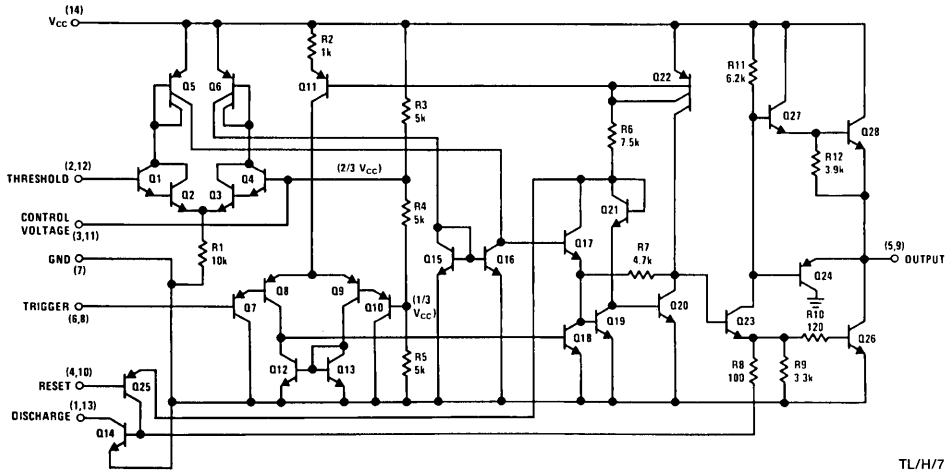 VCC (14)
R2
1k
Q5
Q6
Q11
Q22
R3
5k
R11
6.2k
Q27
Q28
R6
7.5k
R12
3.9k
THRESHOLD (2,12)
Q1
Q2
Q3
Q4
(2/3 VCC)
CONTROL
VOLTAGE
(3,11)
R4
5k
Q21
GND
(7)
R1
10k
Q15
Q16
Q17
R7
4.7k
(5,9)
OUTPUT
Q24
Q8
Q9
TRIGGER
(6,8)
Q7
Q10
(1/3
VCC)
Q18
Q19
Q20
Q23
R10
120
Q26
Q12
Q13
R5
5k
R8
100
R9
3.3k
RESET
(4,10)
Q25
DISCHARGE (1,13)
Q14
TL/H/7